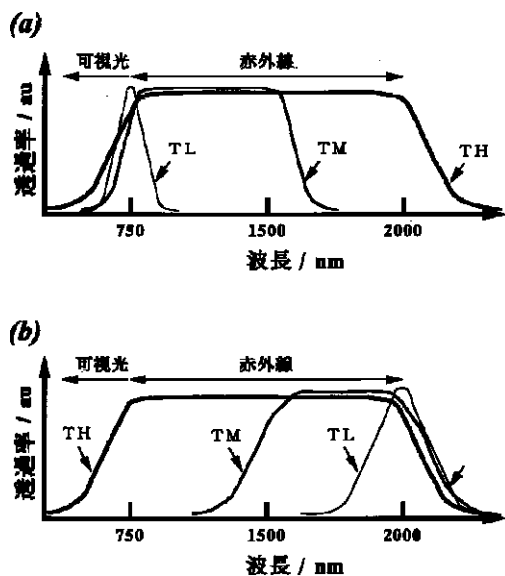 (a)
可視光 赤外線
透過率 / au
TL TM TH
750 1500 2000
波長 / nm
(b)
可視光 赤外線
透過率 / au
TH TM TL
750 1500 2000
波長 / nm